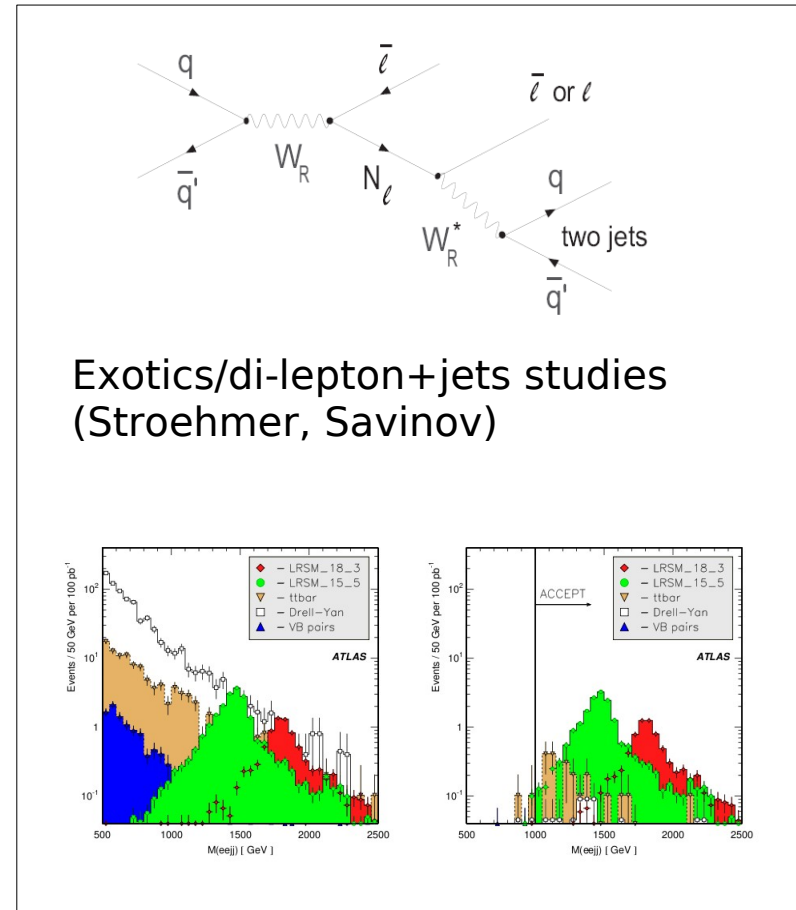 q
ℓ̅
ℓ̅ or ℓ
W_R
N_ℓ
q
q̅'
W_R^*
two jets
q̅'
Exotics/di-lepton+jets studies
(Stroehmer, Savinov)
Events / 50 GeV per 100 pb⁻¹
10²
10
1
10⁻¹
– LRSM_18_3
– LRSM_15_5
– ttbar
– Drell–Yan
– VB pairs
ATLAS
500 1000 1500 2000 2500
M(eejj) [ GeV ]
Events / 50 GeV per 100 pb⁻¹
10²
10
1
10⁻¹
ACCEPT
– LRSM_18_3
– LRSM_15_5
– ttbar
– Drell–Yan
– VB pairs
ATLAS
500 1000 1500 2000 2500
M(eejj) [ GeV ]